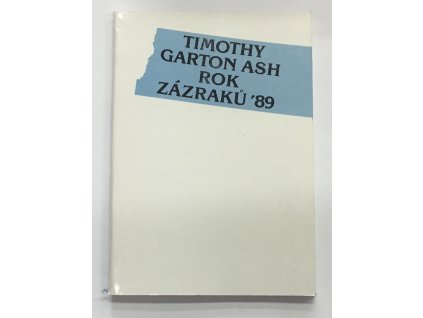 TIMOTHY
GARTON ASH
ROK
ZÁZRAKŮ '89